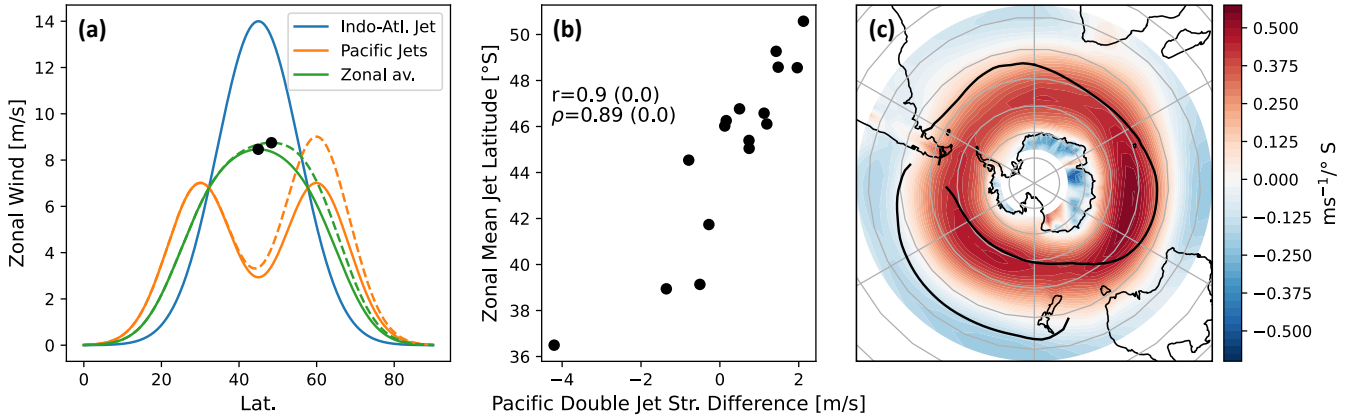 (a)
Indo-Atl. Jet
Pacific Jets
Zonal av.
Zonal Wind [m/s]
14
12
10
8
6
4
2
0
0 20 40 60 80
Lat.
(b)
r=0.9 (0.0)
ρ=0.89 (0.0)
Zonal Mean Jet Latitude [°S]
50
48
46
44
42
40
38
36
−4 −2 0 2
Pacific Double Jet Str. Difference [m/s]
(c)
0.500
0.375
0.250
0.125
0.000
−0.125
−0.250
−0.375
−0.500
ms⁻¹/° S